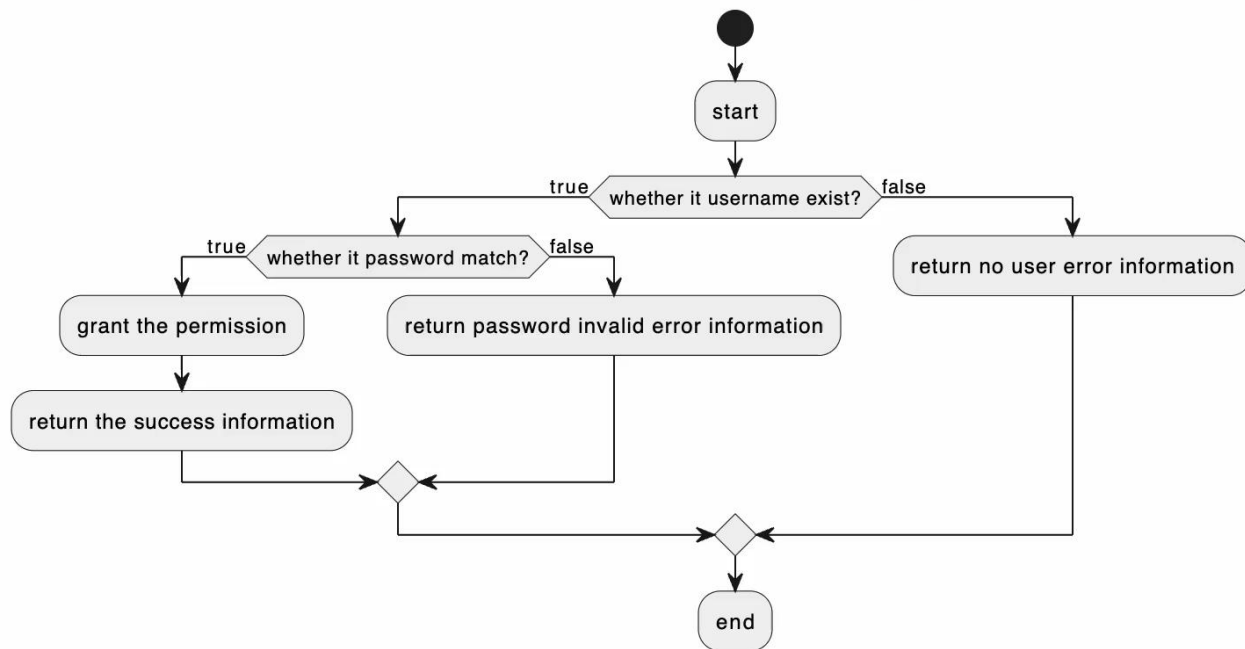 start
true
whether it username exist?
false
true
whether it password match?
false
return no user error information
grant the permission
return password invalid error information
return the success information
end